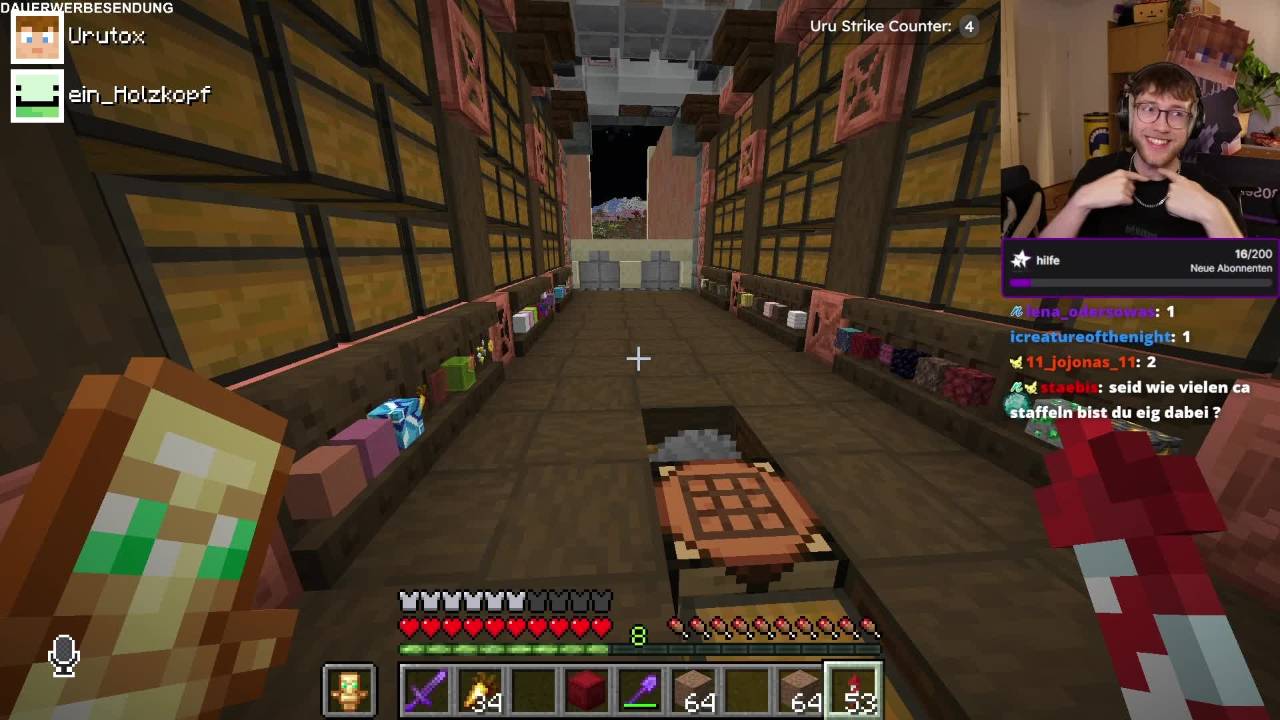 DAUERWERBESENDUNG
Urutox
ein_Holzkopf
Uru Strike Counter: 4
hilfe
16/200
Neue Abonnenten
lena_odersowas: 1
icreatureofthenight: 1
11_jojonas_11: 2
staebis: seid wie vielen ca
staffeln bist du eig dabei ?
8
34
64
64
53